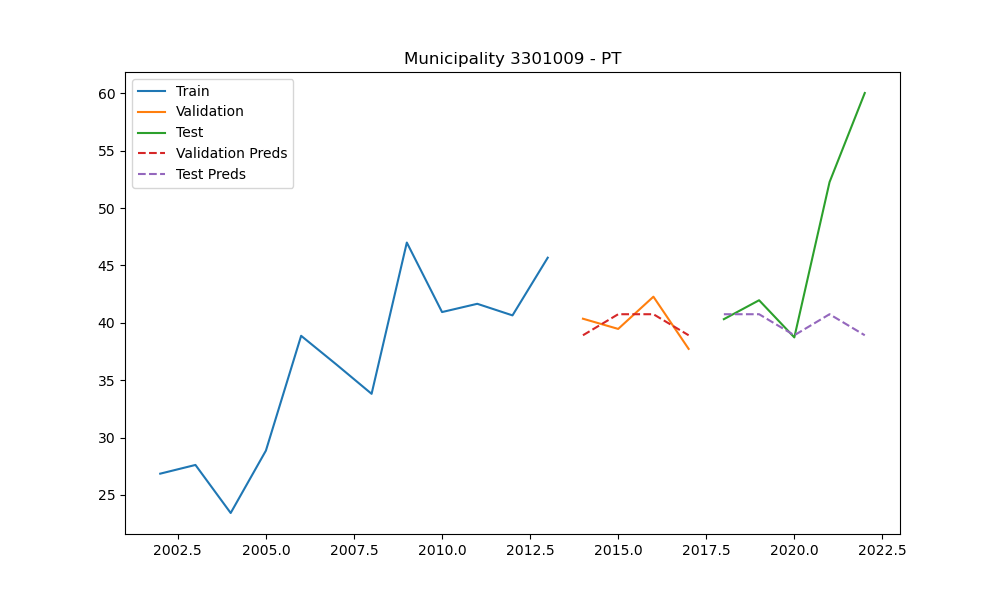 Municipality 3301009 - PT
Train
Validation
Test
Validation Preds
Test Preds
60
55
50
45
40
35
30
25
2002.5 2005.0 2007.5 2010.0 2012.5 2015.0 2017.5 2020.0 2022.5